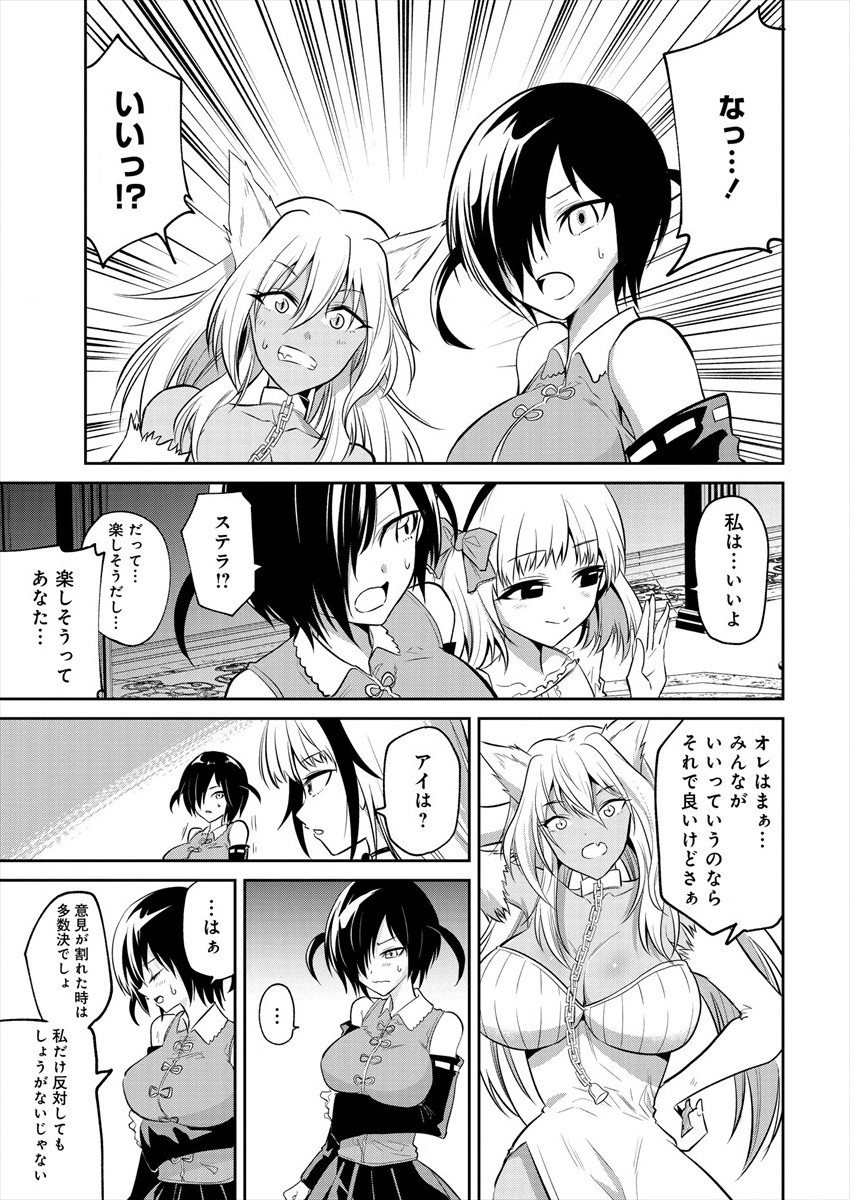 なっ…！
いいっ!?
私は…いいよ
ステラ!?
だって…
楽しそうだし…
楽しそうって
あなた…
オレはまぁ…
みんなが
いいっていうのなら
それで良いけどさぁ
アイは？
…
…はぁ
意見が割れた時は
多数決でしょ
私だけ反対しても
しょうがないじゃない